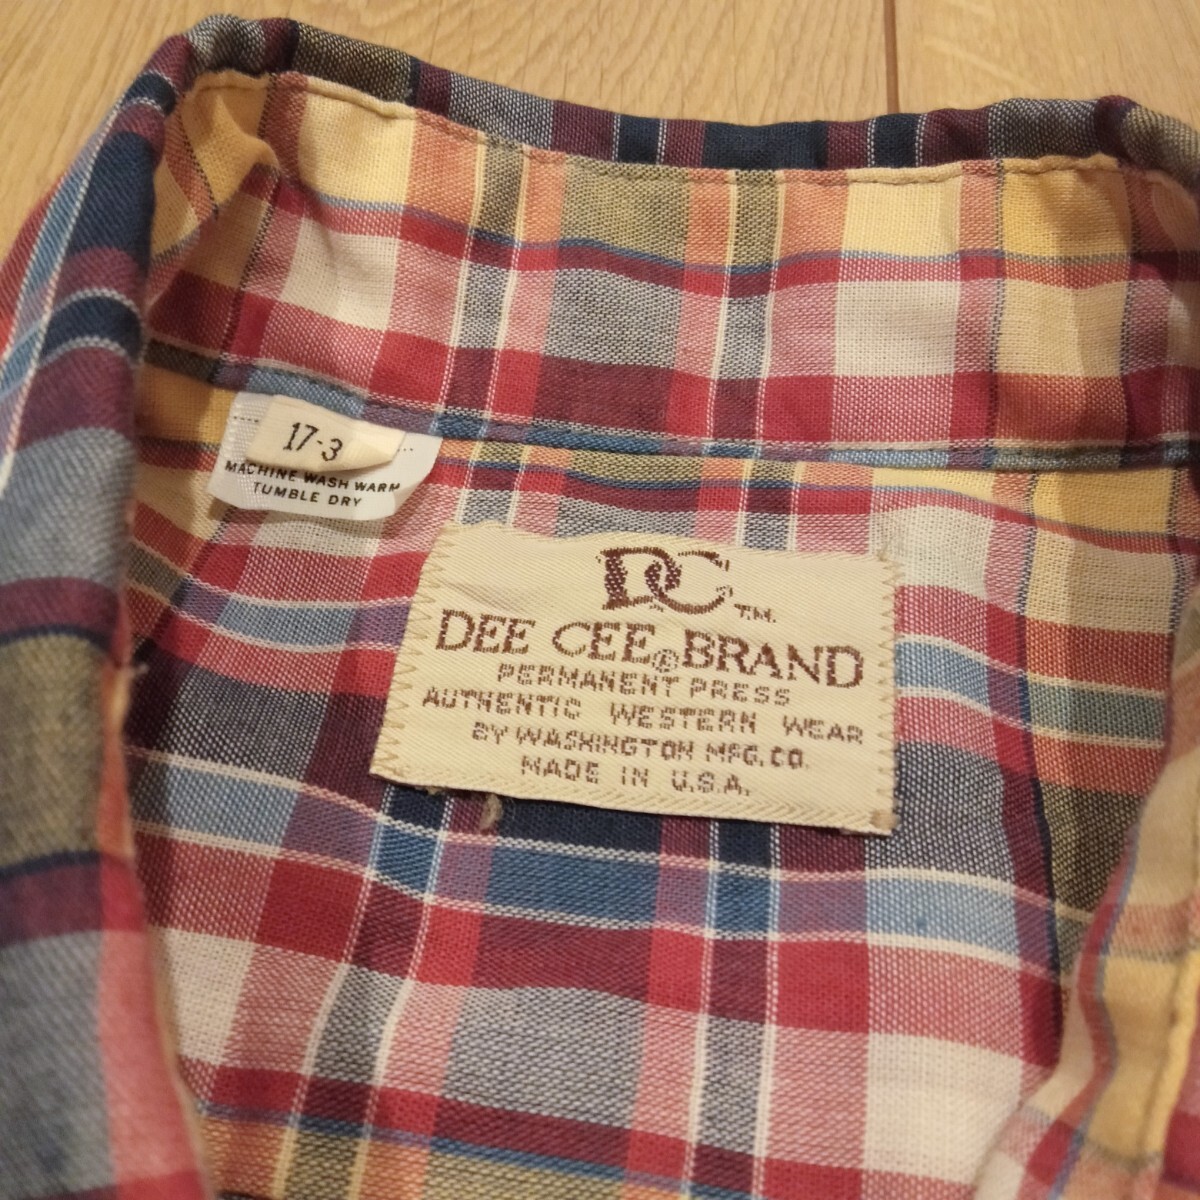 17-3
MACHINE WASH WARM
TUMBLE DRY
DC T.M.
DEE CEE® BRAND
PERMANENT PRESS
AUTHENTIC WESTERN WEAR
BY WASHINGTON MFG. CO.
MADE IN U.S.A.